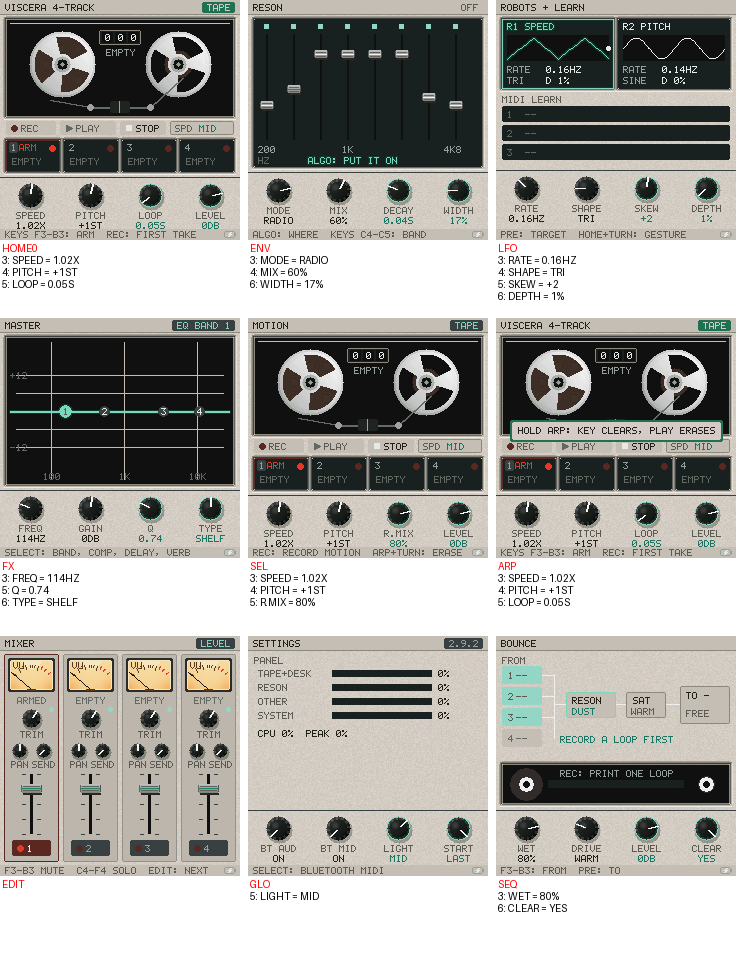 VISCERA 4-TRACK TAPE
0 0 0
EMPTY
REC PLAY STOP SPD MID
1 ARM 2 3 4
EMPTY EMPTY EMPTY EMPTY
SPEED PITCH LOOP LEVEL
1.02X +1ST 0.05S 0DB
KEYS F3-B3: ARM REC: FIRST TAKE
HOME0
3: SPEED = 1.02X
4: PITCH = +1ST
5: LOOP = 0.05S
RESON OFF
200 1K 4K8
HZ ALGO: PUT IT ON
MODE MIX DECAY WIDTH
RADIO 60% 0.04S 17%
ALGO: WHERE KEYS C4-C5: BAND
ENV
3: MODE = RADIO
4: MIX = 60%
6: WIDTH = 17%
ROBOTS + LEARN
R1 SPEED R2 PITCH
RATE 0.16HZ RATE 0.14HZ
TRI D 1% SINE D 0%
MIDI LEARN
1 --
2 --
3 --
RATE SHAPE SKEW DEPTH
0.16HZ TRI +2 1%
PRE: TARGET HOME+TURN: GESTURE
LFO
3: RATE = 0.16HZ
4: SHAPE = TRI
5: SKEW = +2
6: DEPTH = 1%
MASTER EQ BAND 1
+12
1 2 3 4
-12
100 1K 10K
FREQ GAIN Q TYPE
114HZ 0DB 0.74 SHELF
SELECT: BAND, COMP, DELAY, VERB
FX
3: FREQ = 114HZ
5: Q = 0.74
6: TYPE = SHELF
MOTION TAPE
0 0 0
EMPTY
REC PLAY STOP SPD MID
1 ARM 2 3 4
EMPTY EMPTY EMPTY EMPTY
SPEED PITCH R.MIX LEVEL
1.02X +1ST 80% 0DB
REC: RECORD MOTION ARP+TURN: ERASE
SEL
3: SPEED = 1.02X
4: PITCH = +1ST
5: R.MIX = 80%
VISCERA 4-TRACK TAPE
0 0 0
EMPTY
HOLD ARP: KEY CLEARS, PLAY ERASES
REC PLAY STOP SPD MID
1 ARM 2 3 4
EMPTY EMPTY EMPTY EMPTY
SPEED PITCH LOOP LEVEL
1.02X +1ST 0.05S 0DB
KEYS F3-B3: ARM REC: FIRST TAKE
ARP
3: SPEED = 1.02X
4: PITCH = +1ST
5: LOOP = 0.05S
MIXER LEVEL
VU VU VU VU
ARMED EMPTY EMPTY EMPTY
TRIM TRIM TRIM TRIM
PAN SEND PAN SEND PAN SEND PAN SEND
1 2 3 4
F3-B3 MUTE C4-F4 SOLO EDIT: NEXT
EDIT
SETTINGS 2.9.2
PANEL
TAPE+DESK 0%
RESON 0%
OTHER 0%
SYSTEM 0%
CPU 0% PEAK 0%
BT AUD BT MID LIGHT START
ON ON MID LAST
SELECT: BLUETOOTH MIDI
GLO
5: LIGHT = MID
BOUNCE
FROM
1 --
2 --
3 --
4 --
RESON SAT TO -
DUST WARM FREE
RECORD A LOOP FIRST
REC: PRINT ONE LOOP
WET DRIVE LEVEL CLEAR
80% WARM 0DB YES
F3-B3: FROM PRE: TO
SEQ
3: WET = 80%
6: CLEAR = YES